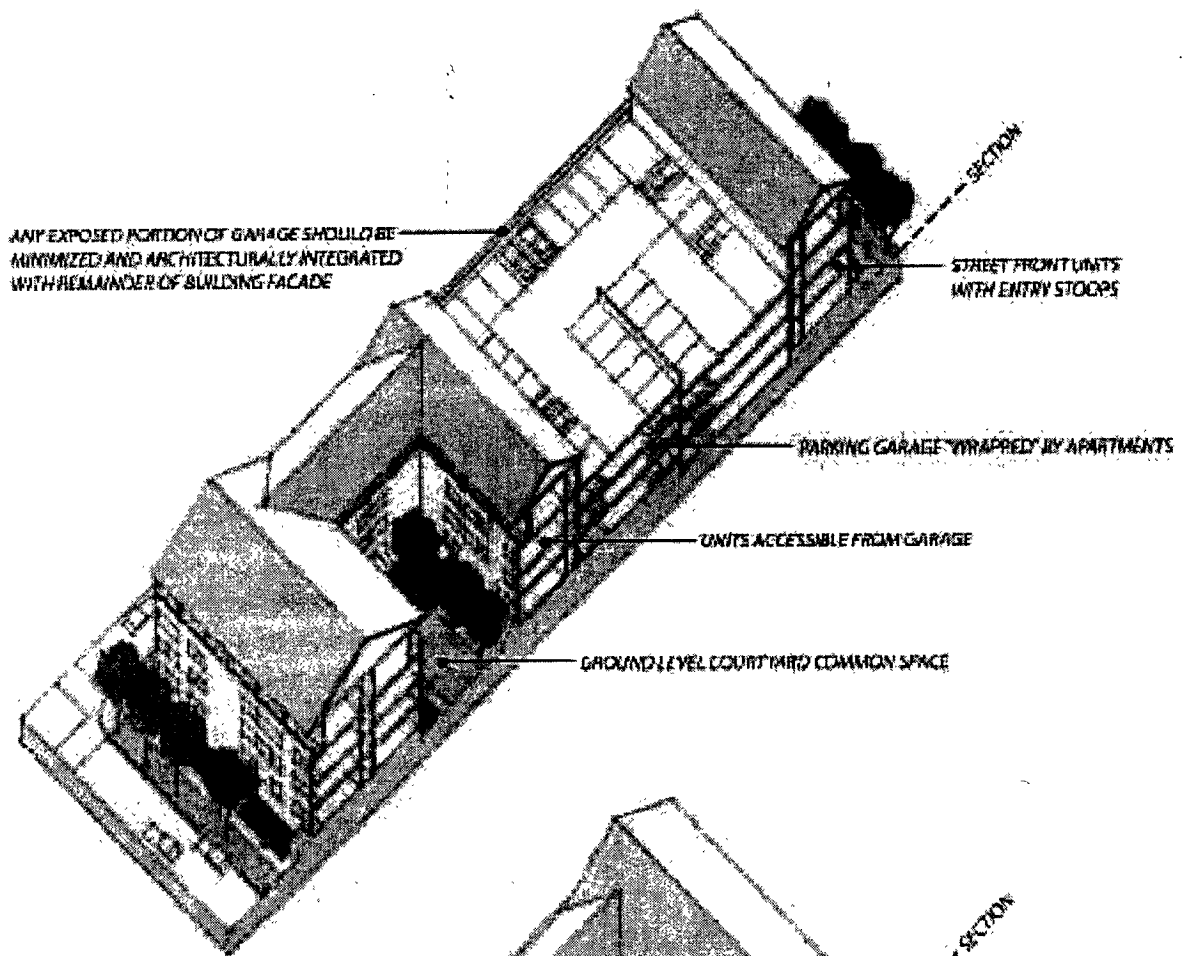 SECTION
ANY EXPOSED PORTION OF GARAGE SHOULD BE
MINIMIZED AND ARCHITECTURALLY INTEGRATED
WITH REMAINDER OF BUILDING FACADE
STREET FRONT UNITS
WITH ENTRY STOOPS
PARKING GARAGE "WRAPPED" BY APARTMENTS
UNITS ACCESSIBLE FROM GARAGE
GROUND LEVEL COURTYARD COMMON SPACE
SECTION